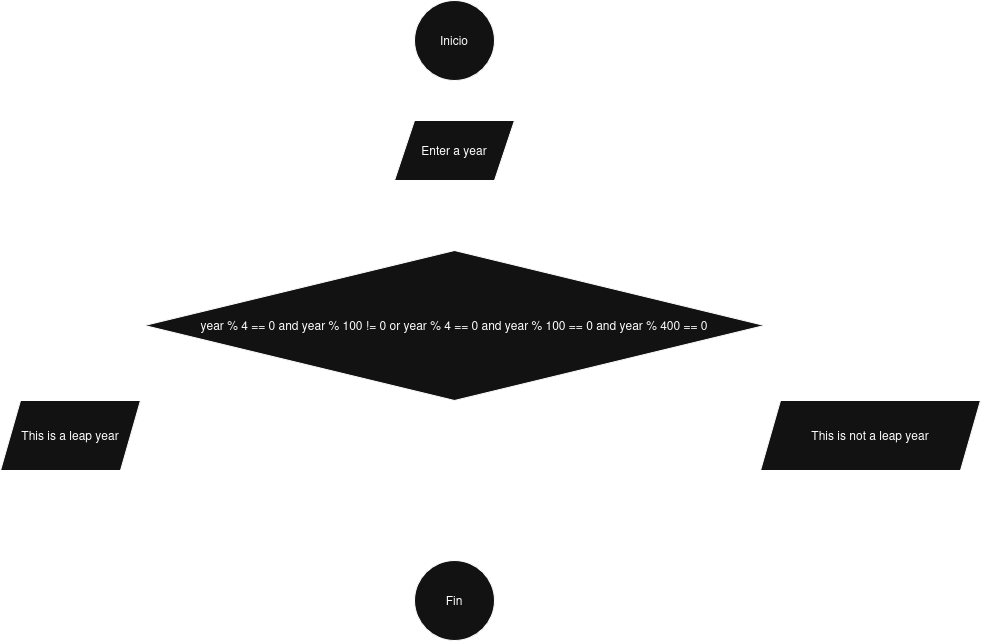 Inicio
Enter a year
year % 4 == 0 and year % 100 != 0 or year % 4 == 0 and year % 100 == 0 and year % 400 == 0
This is a leap year
This is not a leap year
Fin